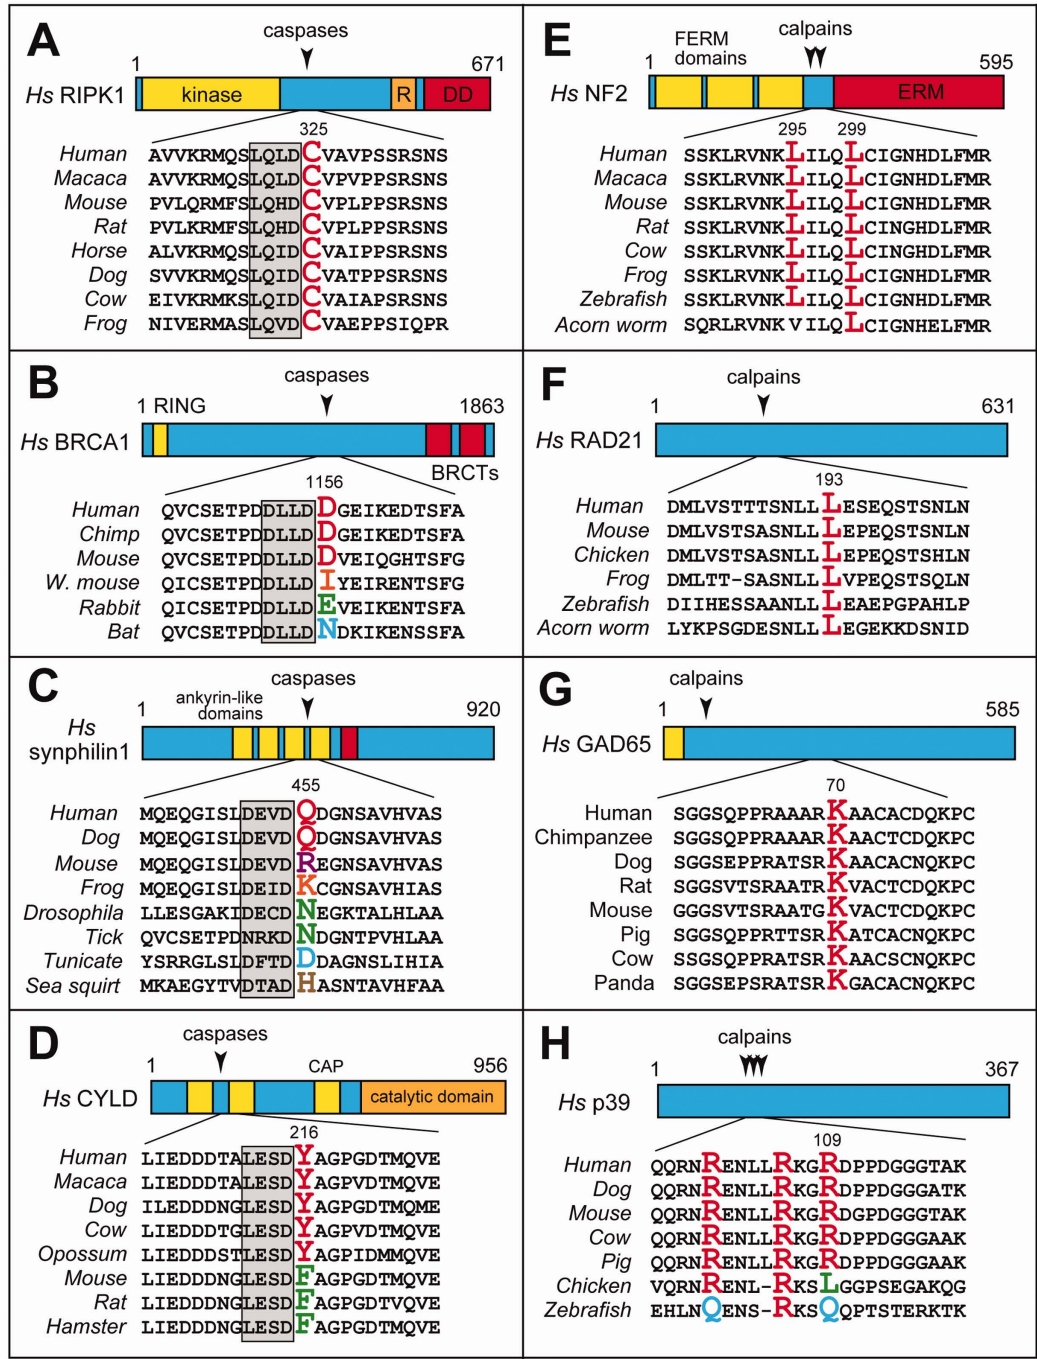 A
caspases
1 671
Hs RIPK1 kinase R DD
325
Human AVVKRMQSLQLDCVAVPSSRSNS
Macaca AVVKRMQSLQLDCVPVPPSRSNS
Mouse PVLQRMFSLQHDCVPLPPSRSNS
Rat PVLKRMFSLQHDCVPLPPSRSNS
Horse ALVKRMQSLQIDCVAIPPSRSNS
Dog SVVKRMQSLQIDCVATPPSRSNS
Cow EIVKRMKSLQIDCVAIAPSRSNS
Frog NIVERMASLQVDCVAEPPSIQPR
B
caspases
1 RING 1863
Hs BRCA1
BRCTs
1156
Human QVCSETPDDLLDDGEIKEDTSFA
Chimp QVCSETPDDLLDDGEIKEDTSFA
Mouse QVCSETPDDLLDDVEIQGHTSFG
W. mouse QICSETPDDLLDIYEIRENTSFG
Rabbit QICSETPDDLLDEVEIKENTSFA
Bat QVCSETPDDLLDNDKIKENSSFA
C
caspases
ankyrin-like
domains
1 920
Hs
synphilin1
455
Human MQEQGISLDEVDQDGNSAVHVAS
Dog MQEQGISLDEVDQDGNSAVHVAS
Mouse MQEQGISLDEVDREGNSAVHVAS
Frog MQEQGISLDEIDKCGNSAVHIAS
Drosophila LLESGAKIDECDNEGKTALHLAA
Tick QVCSETPDNRKDNDGNTPVHLAA
Tunicate YSRRGLSLDFTDDDAGNSLIHIA
Sea squirt MKAEGYTVDTADHASNTAVHFAA
D
caspases
1 CAP 956
Hs CYLD catalytic domain
216
Human LIEDDDTALESDYAGPGDTMQVE
Macaca LIEDDDTALESDYAGPVDTMQVE
Dog ILEDDDNGLESDYAGPGDTMQME
Cow LIEDDDTGLESDYAGPVDTMQVE
Opossum LIEDDDSTLESDYAGPIDMMQVE
Mouse LIEDDDNGLESDFAGPGDTMQVE
Rat LIEDDDNGLESDFAGPGDTVQVE
Hamster LIEDDDNGLESDFAGPGDTMQVE
E
calpains
FERM
domains
1 595
Hs NF2 ERM
295 299
Human SSKLRVNKLILQLCIGNHDLFMR
Macaca SSKLRVNKLILQLCIGNHDLFMR
Mouse SSKLRVNKLILQLCIGNHDLFMR
Rat SSKLRVNKLILQLCIGNHDLFMR
Cow SSKLRVNKLILQLCINGHDLFMR
Frog SSKLRVNKLILQLCIGNHDLFMR
Zebrafish SSKLRVNKLILQLCIGNHDLFMR
Acorn worm SQRLRVNKVILQLCIGNHELFMR
F
calpains
1 631
Hs RAD21
193
Human DMLVSTTTSNLLLESEQSTSNLN
Mouse DMLVSTSASNLLLEPEQSTSNLN
Chicken DMLVSTSASNLLLEPEQSTSHLN
Frog DMLTT-SASNLLLVPEQSTSQLN
Zebrafish DIIHESSAANLLLEAEPGPAHLP
Acorn worm LYKPSGDESNLLLEGEKKDSNID
G
calpains
1 585
Hs GAD65
70
Human SGGSQPPRAAARKAACACDQKPC
Chimpanzee SGGSQPPRAAARKAACACDQKPC
Dog SGGSEPPRATSRKAACACNQKPC
Rat SGGSVTSRAATRKVACTCDQKPC
Mouse GGGSVTSRAATGKVACTCDQKPC
Pig SGGSQPPRTTSRKATCACNQKPC
Cow SSGSQPPRATSRKAACSCNQKPC
Panda SGGSEPSRATSRKGACACNQKPC
H
calpains
1 367
Hs p39
109
Human QQRNRENLLRKGRDPPDGGGTAK
Dog QQRNRENLLRKGRDPPDGGGATK
Mouse QQRNRENLLRKGRDGPDGGGTAK
Cow QQRNRENLLRKGRDPPDGGGAAK
Pig QQRNRENLLRKGRDPPDGGGAAK
Chicken VQRNRENL-RKSLGGPSEGAKQG
Zebrafish EHLNQENS-RKSQQPTSTERKTK